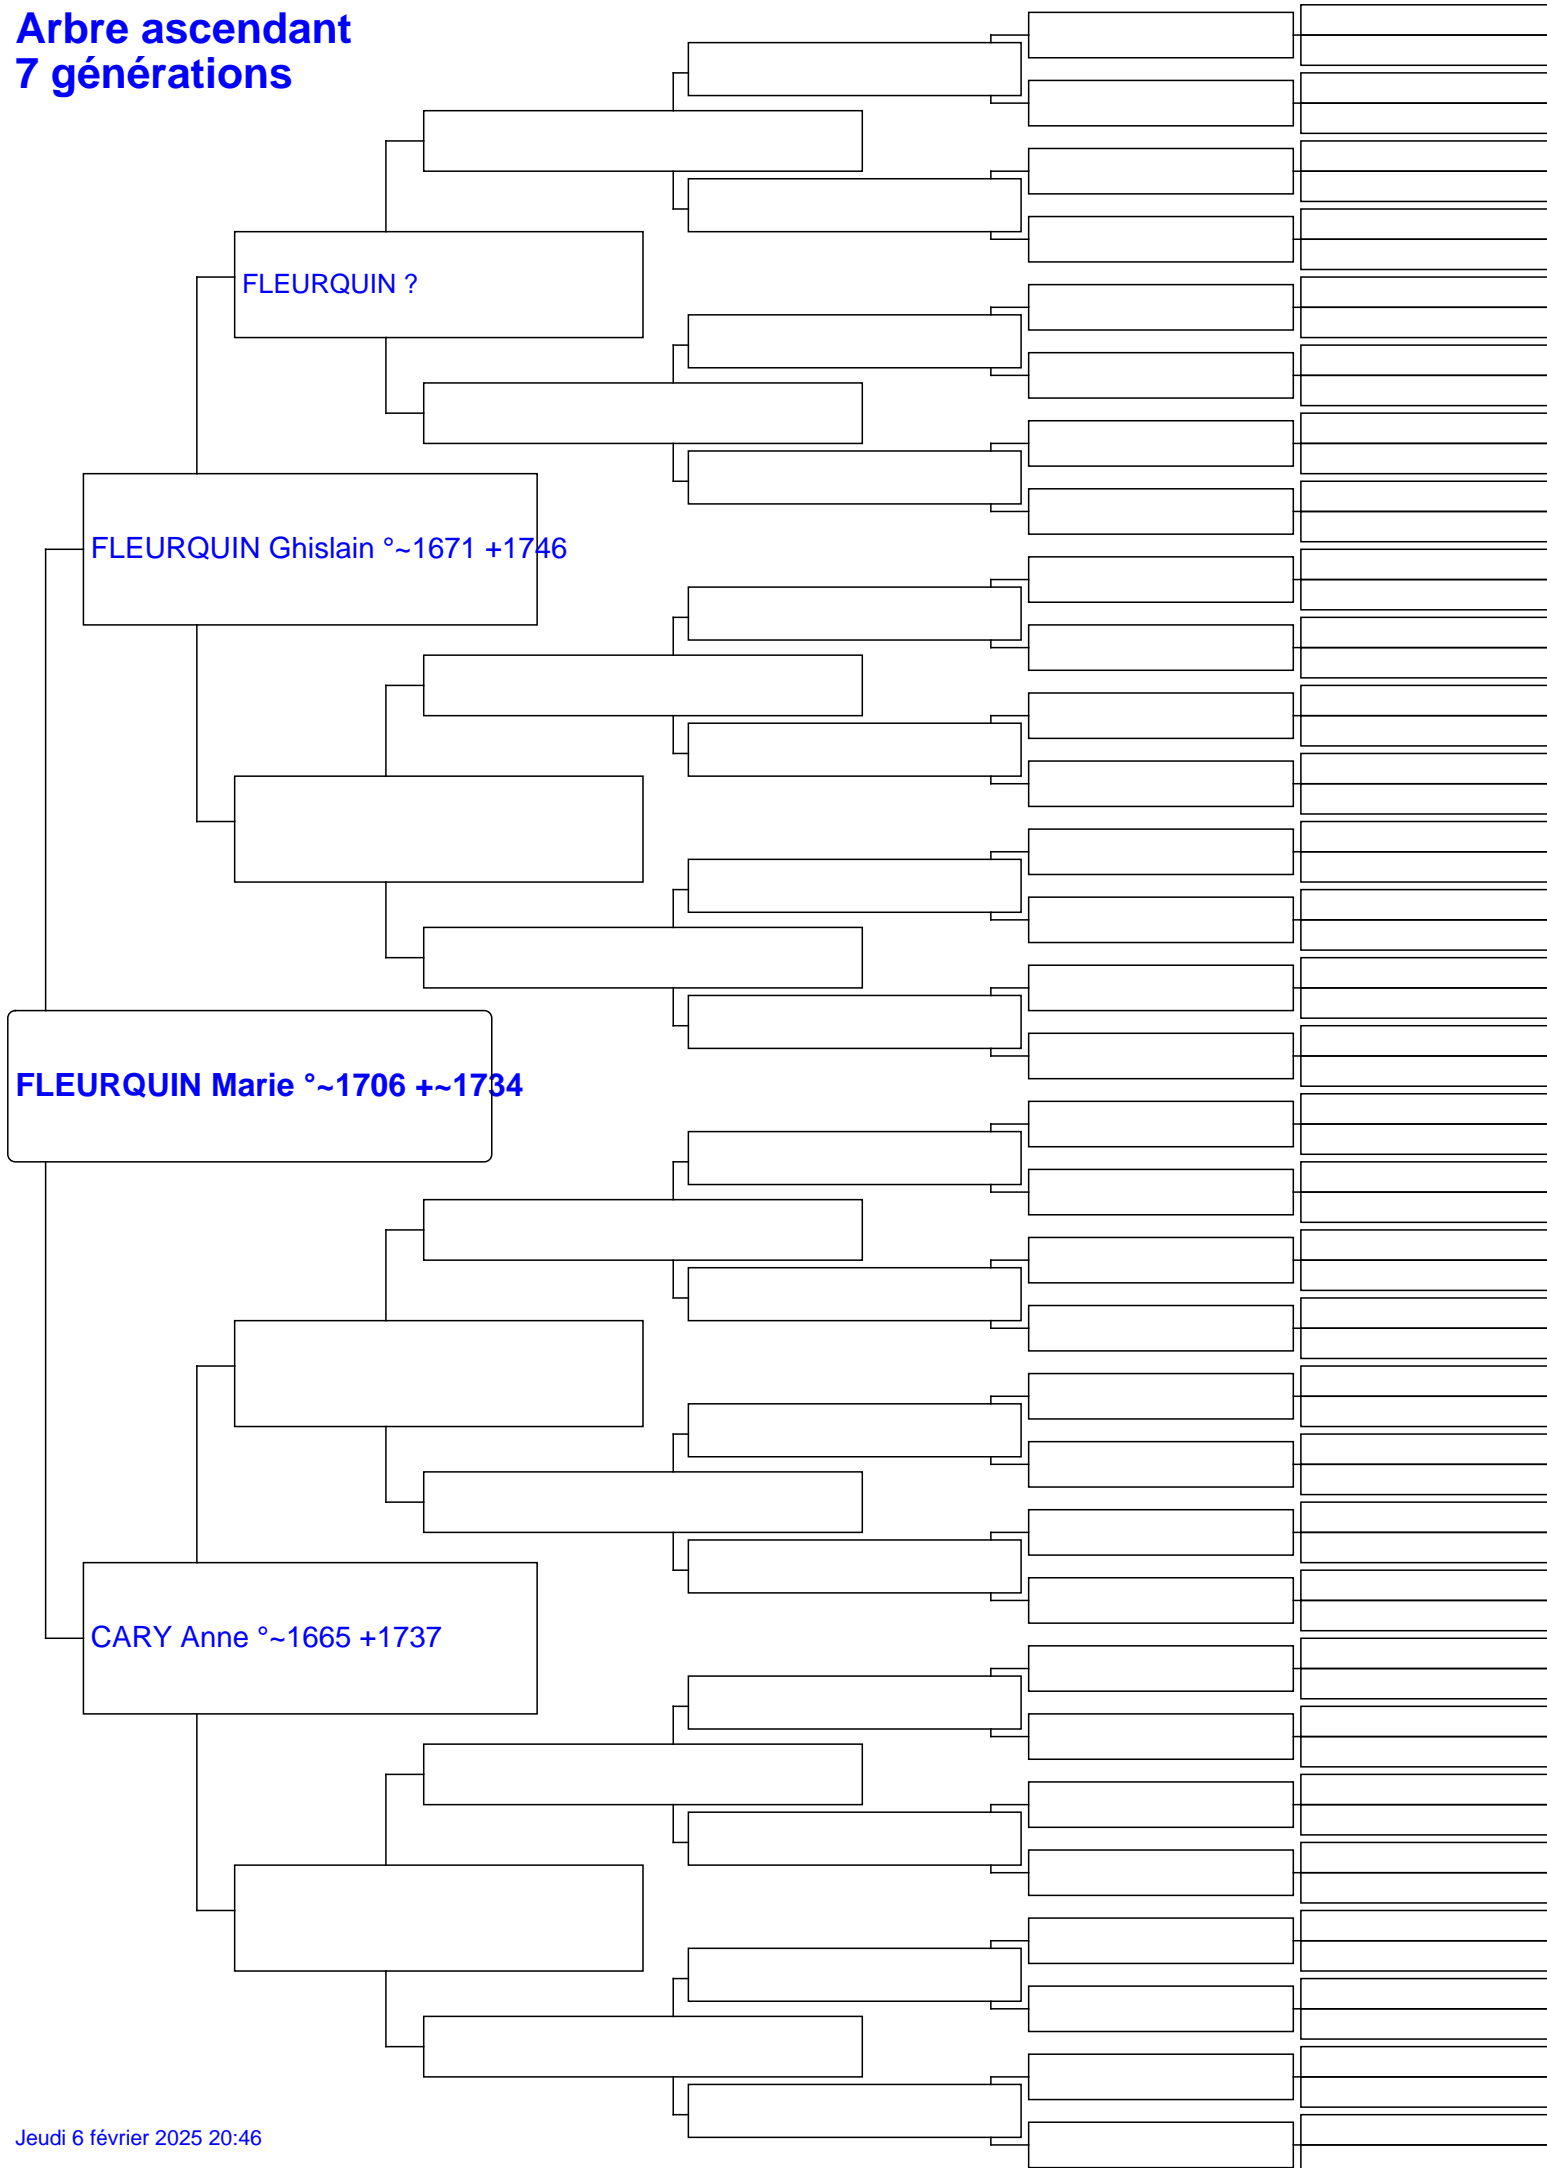 Arbre ascendant
7 générations
FLEURQUIN ?
FLEURQUIN Ghislain °~1671 +1746
FLEURQUIN Marie °~1706 +~1734
CARY Anne °~1665 +1737
Jeudi 6 février 2025 20:46